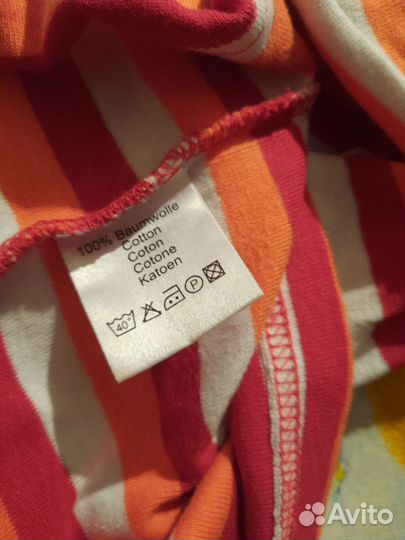 100% Baumwolle
Cotton
Coton
Cotone
Katoen
40° P
Avito